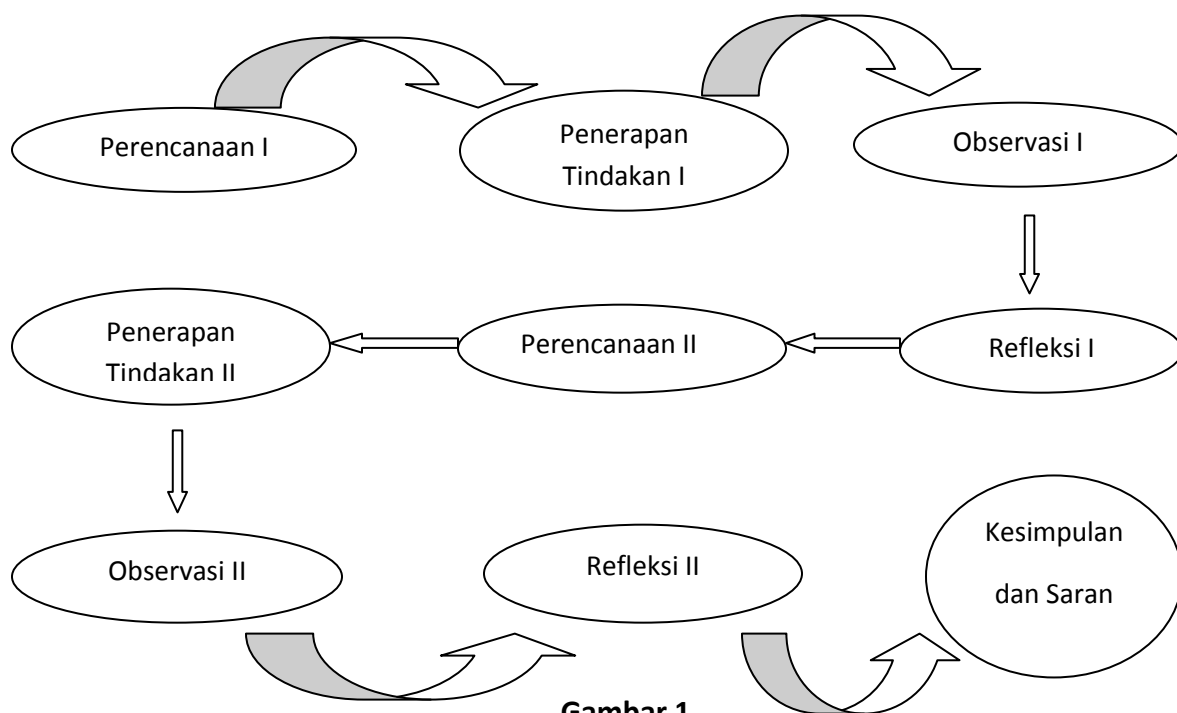 Perencanaan I
Penerapan
Tindakan I
Observasi I
Penerapan
Tindakan II
Perencanaan II
Refleksi I
Observasi II
Refleksi II
Kesimpulan
dan Saran
Gambar 1